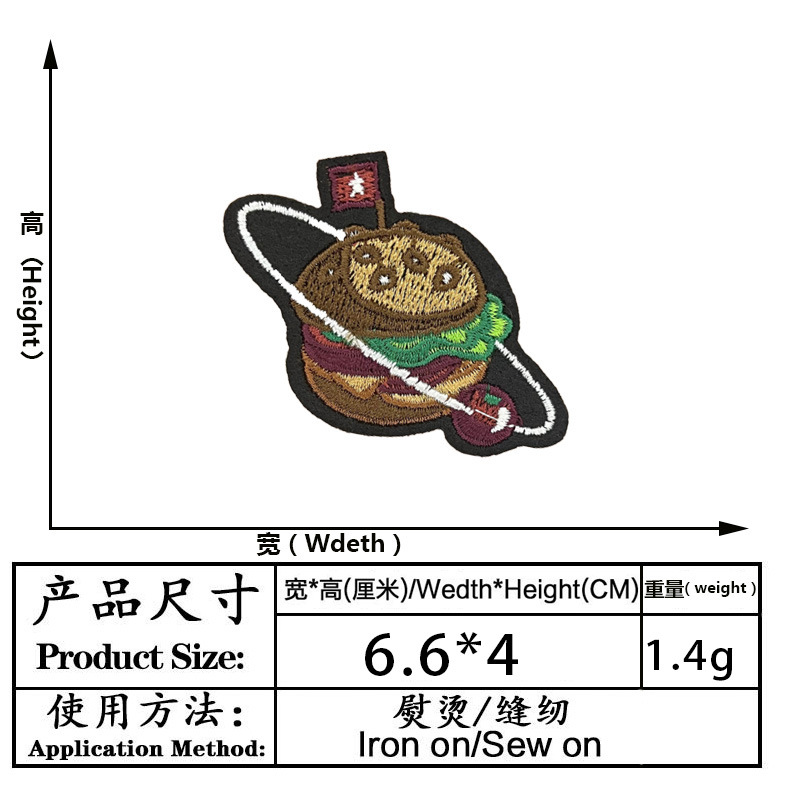 高
(Height)
宽 ( Wdeth )
产品尺寸
Product Size:
宽*高(厘米)/Wedth*Height(CM)
重量( weight )
6.6*4
1.4g
使用方法:
Application Method:
熨烫/缝纫
Iron on/Sew on